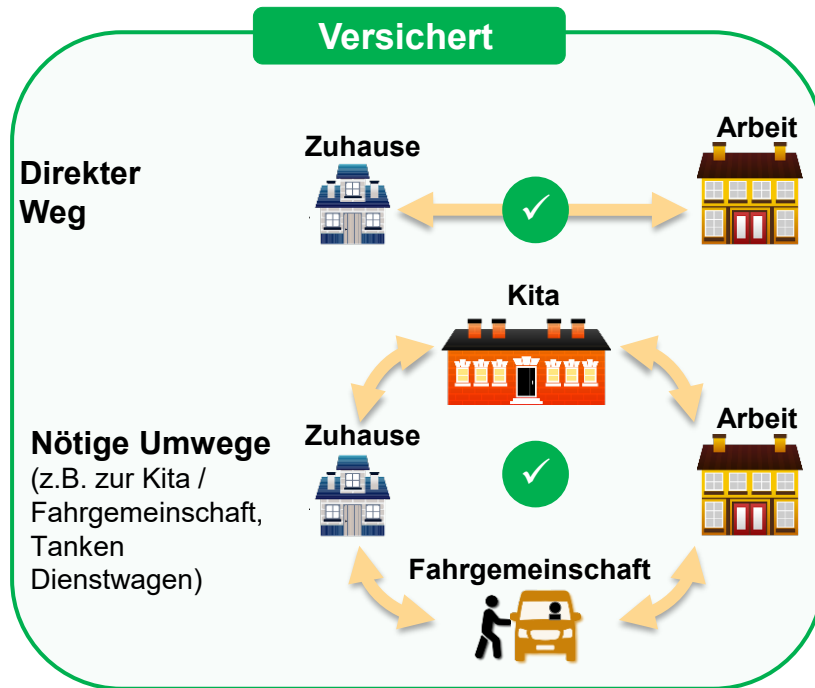 Versichert
Direkter
Weg
Zuhause
Arbeit
Nötige Umwege
(z.B. zur Kita /
Fahrgemeinschaft,
Tanken
Dienstwagen)
Kita
Zuhause
Arbeit
Fahrgemeinschaft